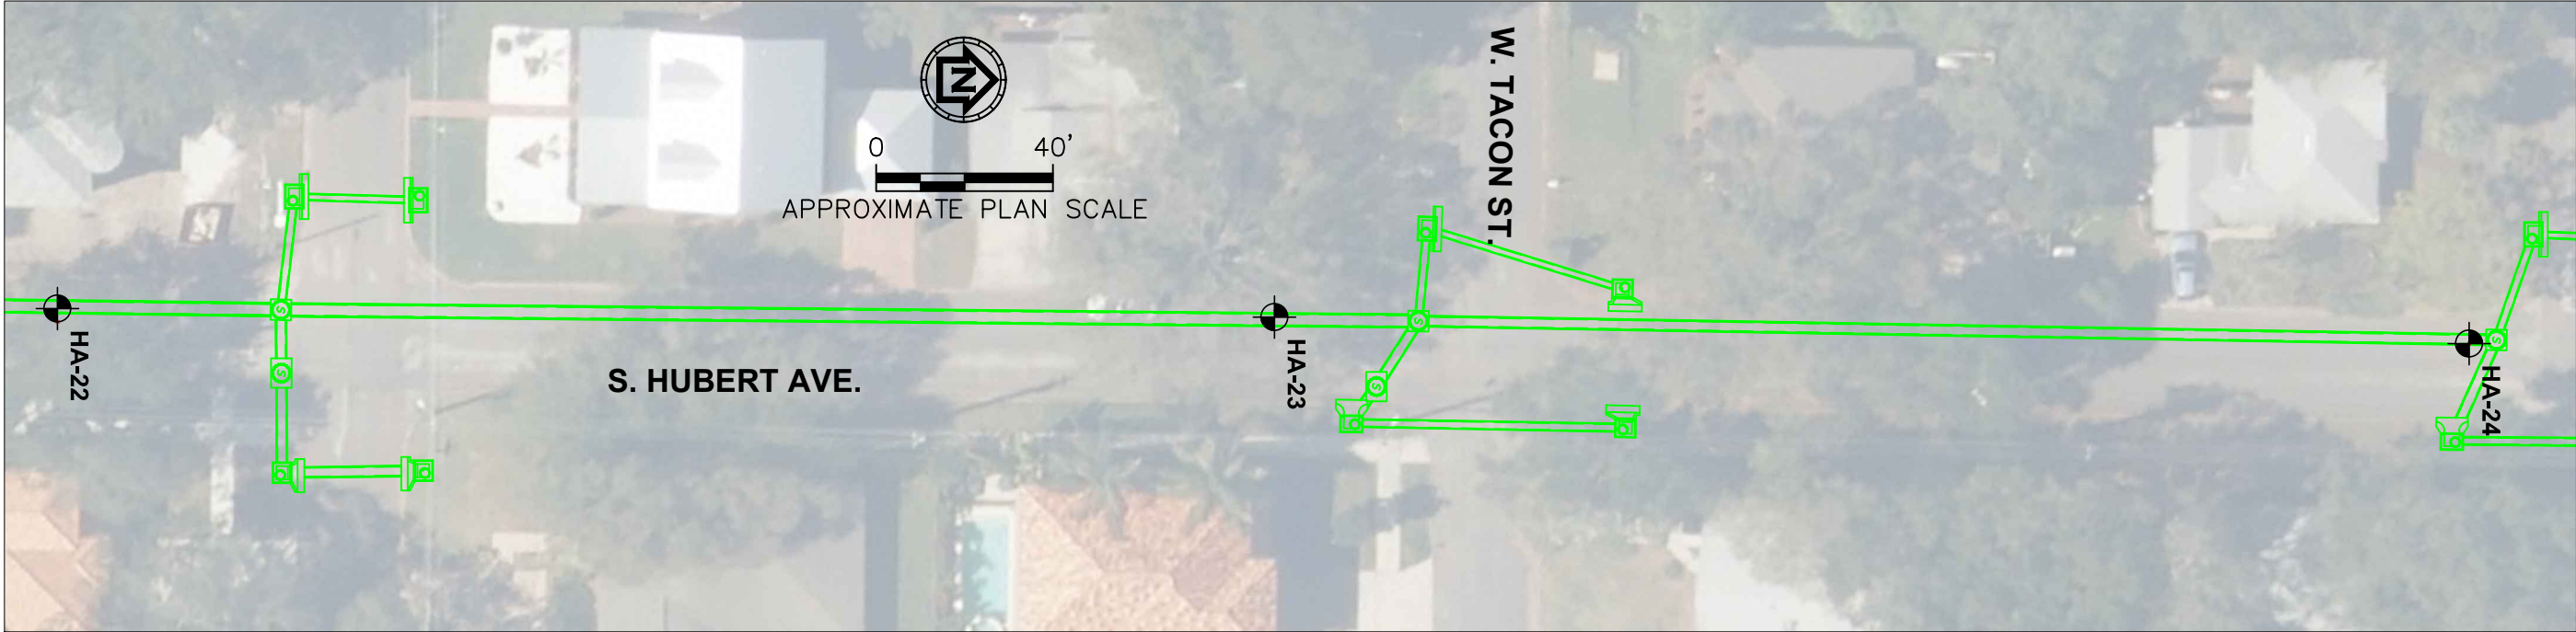 W. TACON ST.
N
0 40'
APPROXIMATE PLAN SCALE
HA-22
HA-23
HA-24
S. HUBERT AVE.
S
S
S
S
S